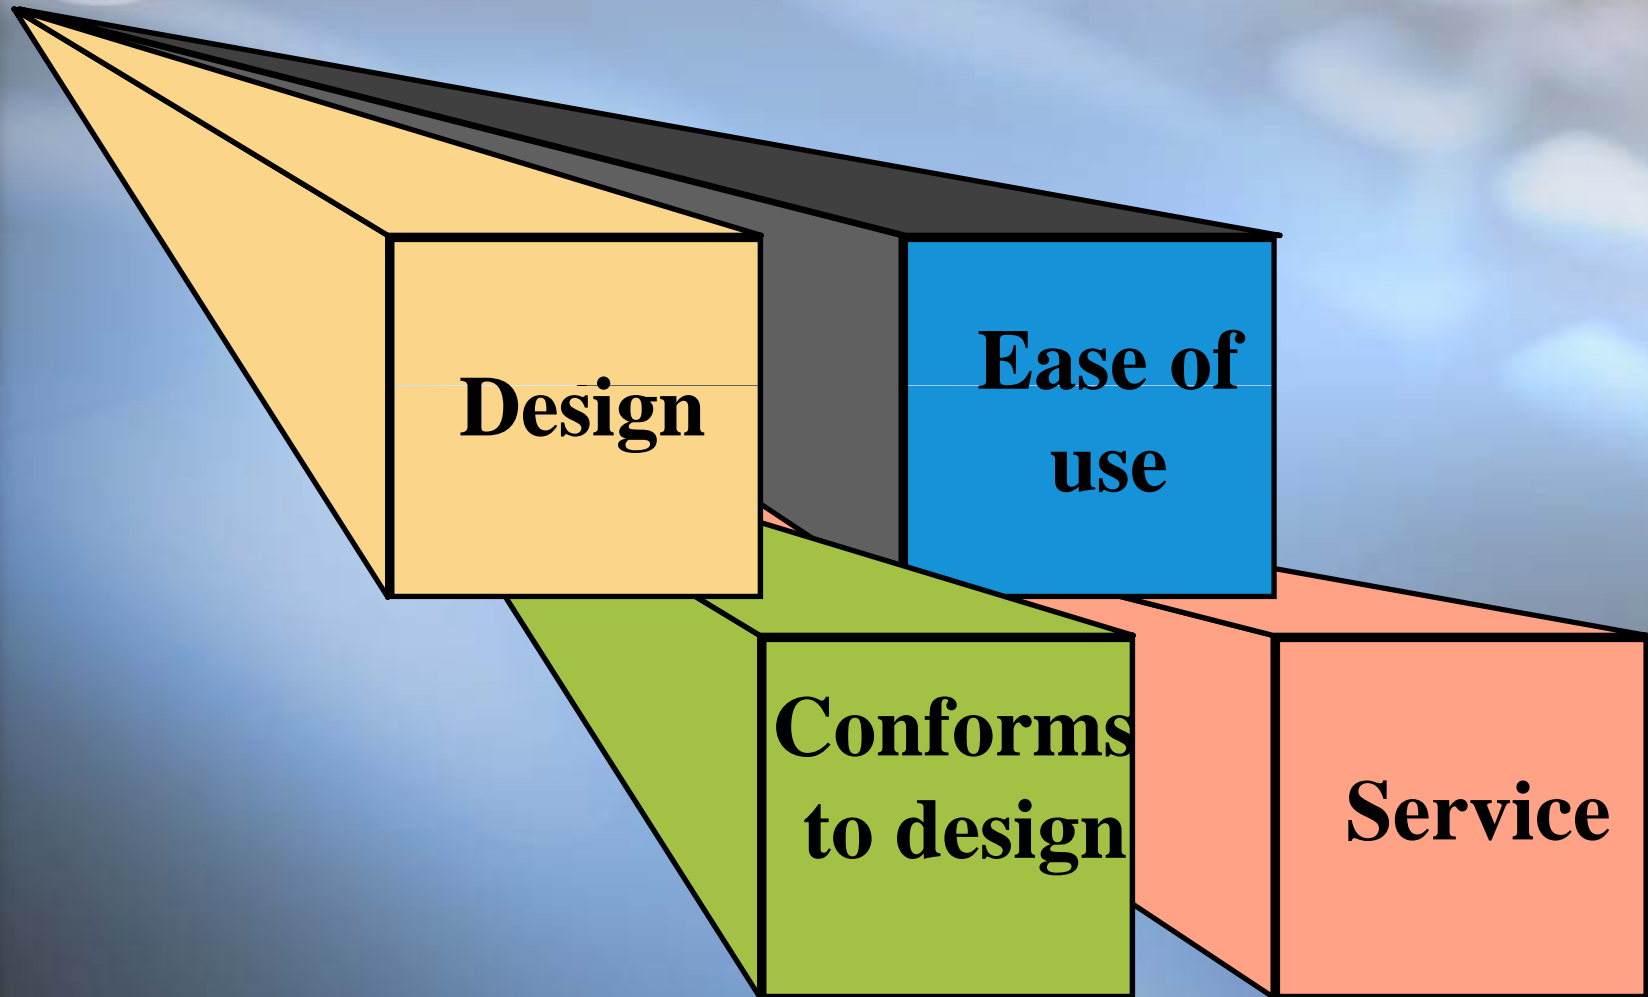 Design
Ease of
use
Conforms
to design
Service